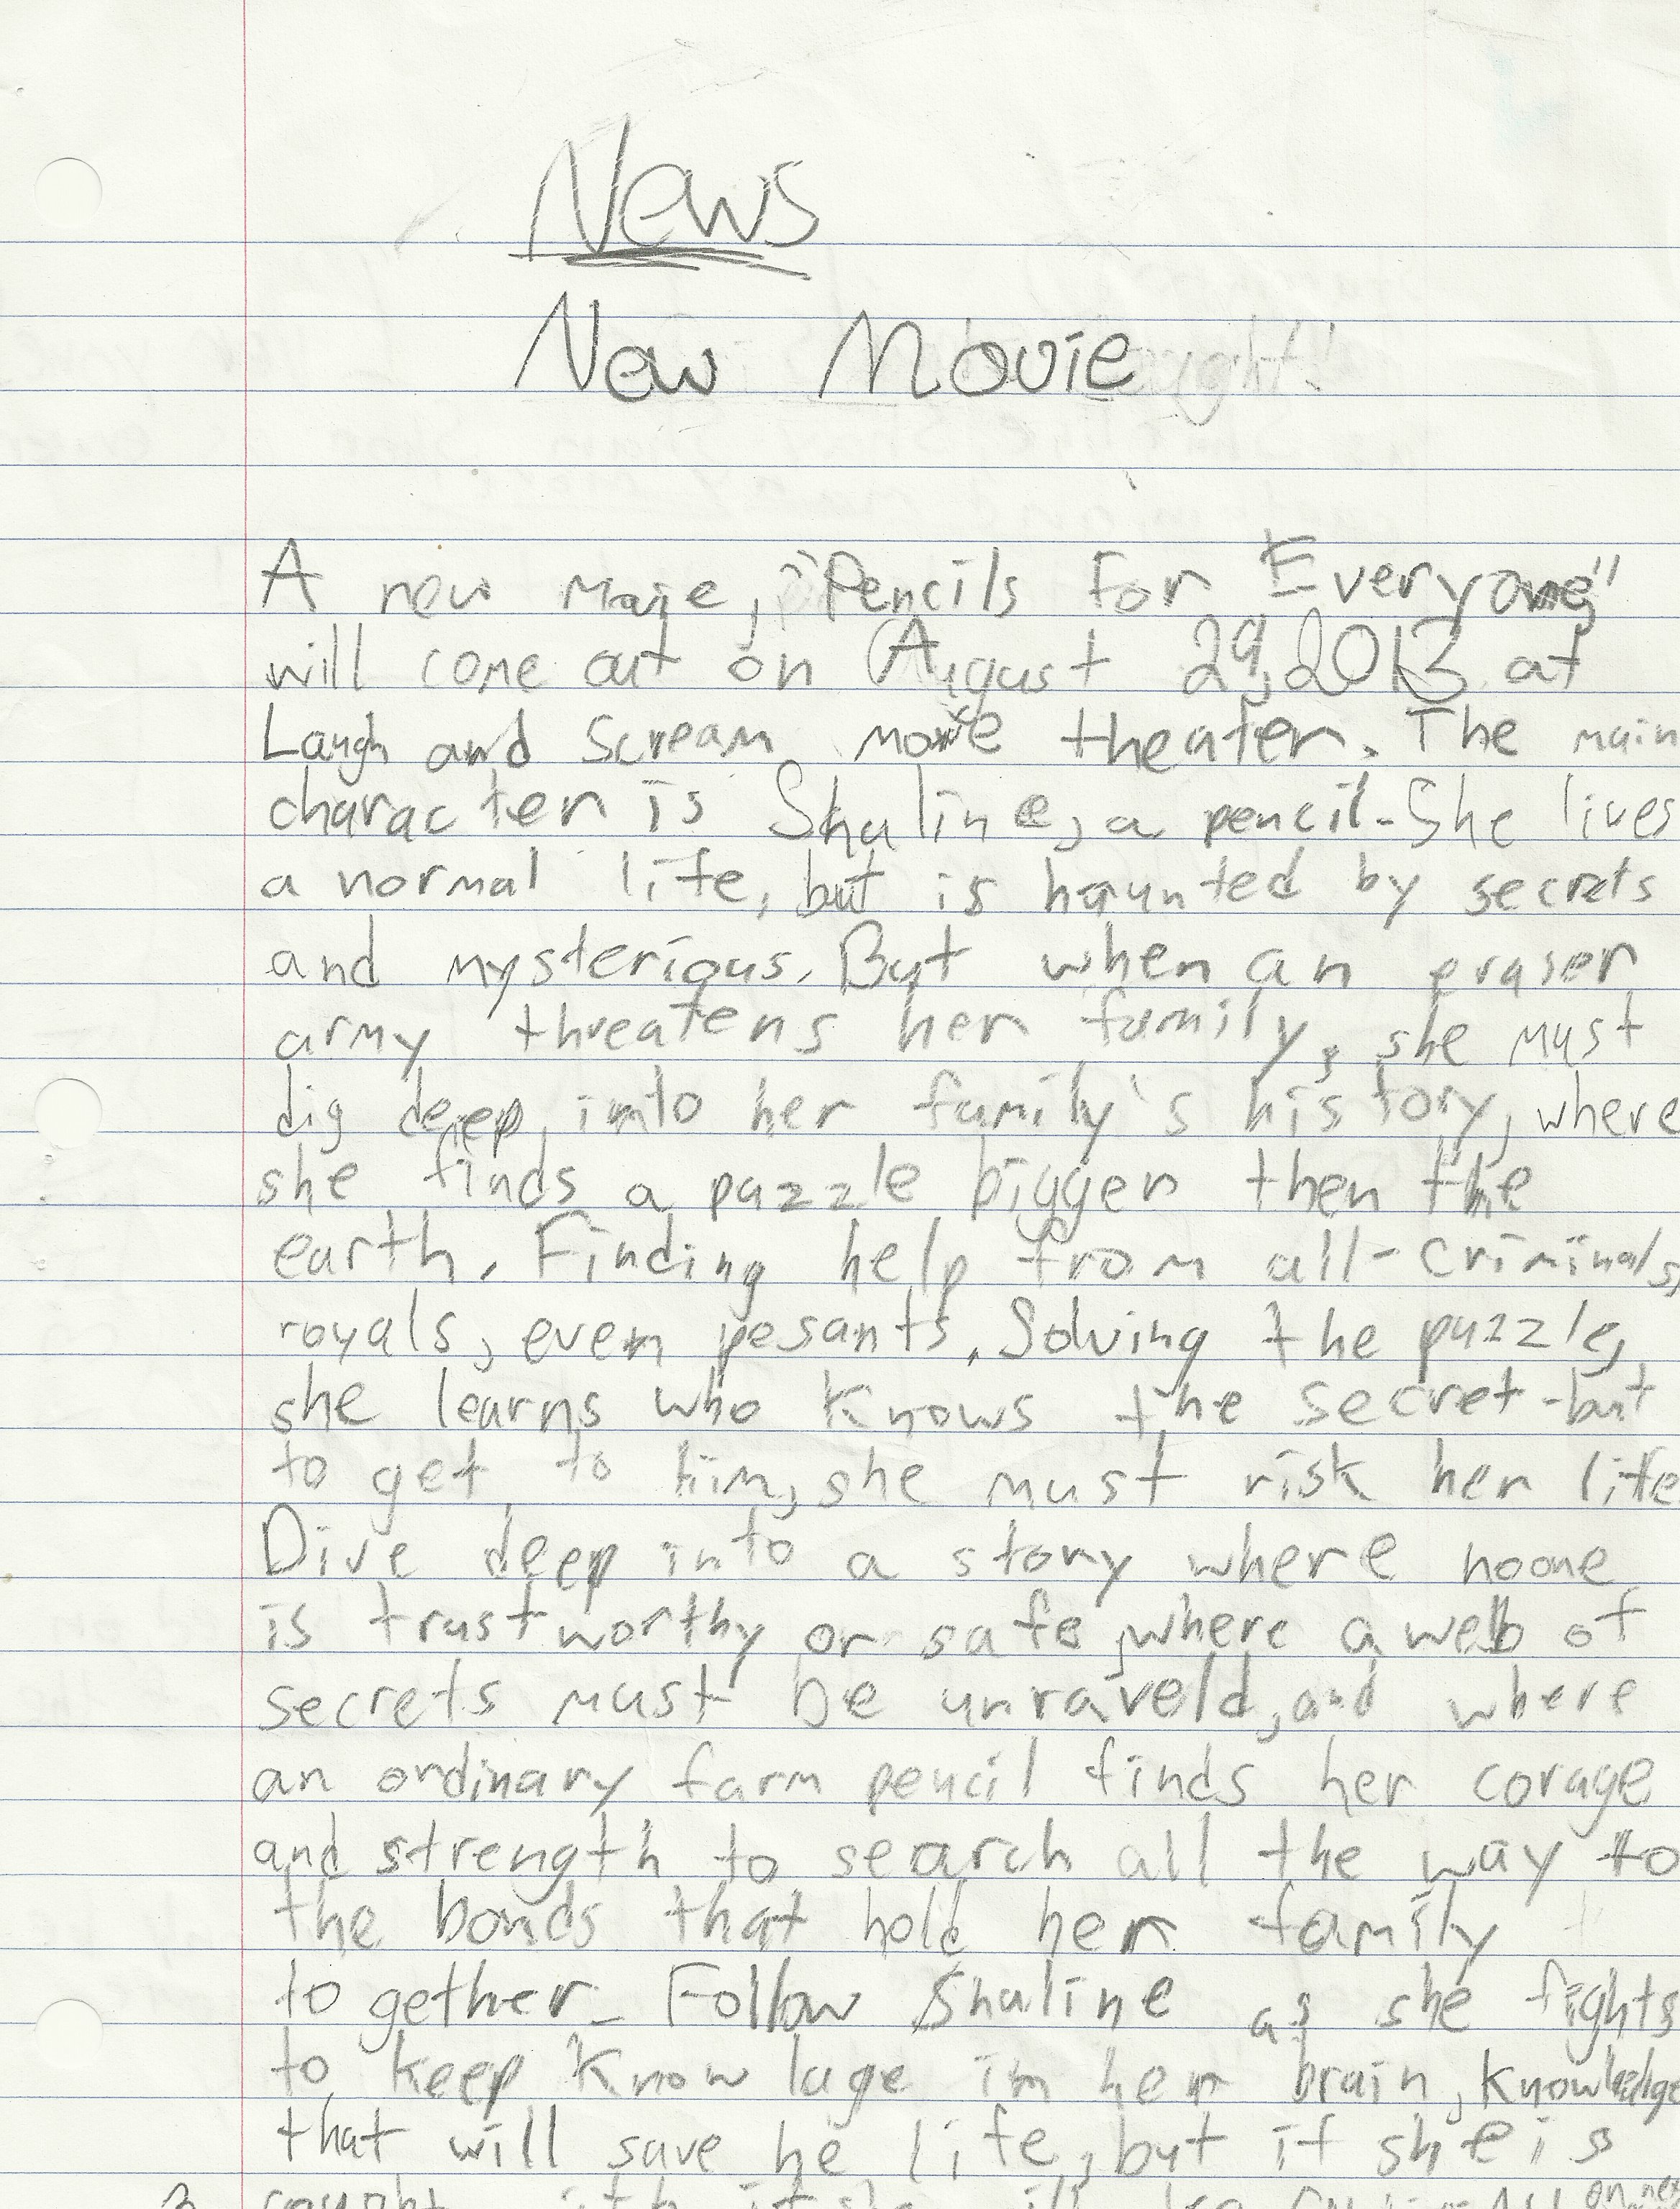 News
New Movie
A new Movie, "Pencils for Everyone,"
will come out on August 29, 2013 at
Laugh and Scream movie theater. The main
character is Shaline, a pencil. She lives
a normal life, but is haunted by secrets
and mysterious. But when an eraser
army threatens her family, she must
dig deep into her family's history, where
she finds a puzzle bigger then the
earth. Finding help from all-criminals,
royals, even pesants. Solving the puzzle,
she learns who knows the secret-but
to get to him, she must risk her life
Dive deep into a story where noone
is trustworthy or safe, where a web of
secrets must be unraveld, and where
an ordinary farm pencil finds her corage
and strength to search all the way to
the bonds that hold her family
together. Follow Shaline as she fights
to keep Knowlage in her brain, knowledge
that will save he life, but if she is